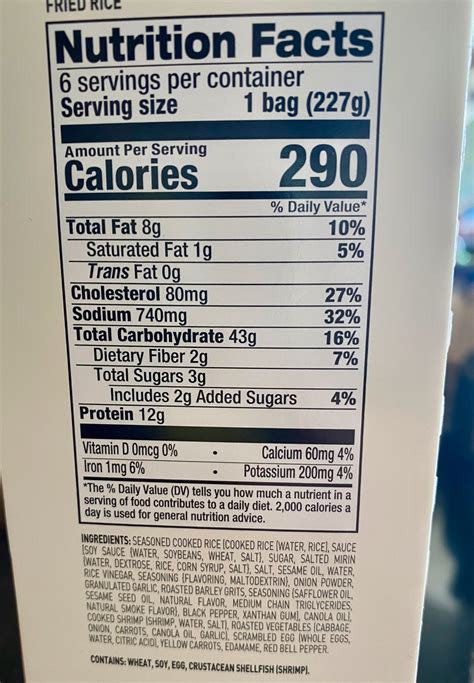 FRIED RICE
Nutrition Facts
6 servings per container
Serving size 1 bag (227g)
Amount Per Serving
Calories 290
% Daily Value*
Total Fat 8g 10%
Saturated Fat 1g 5%
Trans Fat 0g
Cholesterol 80mg 27%
Sodium 740mg 32%
Total Carbohydrate 43g 16%
Dietary Fiber 2g 7%
Total Sugars 3g
Includes 2g Added Sugars 4%
Protein 12g
Vitamin D 0mcg 0% • Calcium 60mg 4%
Iron 1mg 6% • Potassium 200mg 4%
*The % Daily Value (DV) tells you how much a nutrient in a
serving of food contributes to a daily diet. 2,000 calories a
day is used for general nutrition advice.
INGREDIENTS: SEASONED COOKED RICE [COOKED RICE (WATER, RICE), SAUCE
[SOY SAUCE (WATER, SOYBEANS, WHEAT, SALT), SUGAR, SALTED MIRIN
(WATER, DEXTROSE, RICE, CORN SYRUP, SALT), SALT, SESAME OIL, WATER,
RICE VINEGAR, SEASONING (FLAVORING, MALTODEXTRIN), ONION POWDER,
GRANULATED GARLIC, ROASTED BARLEY GRITS, SEASONING (SAFFLOWER OIL,
SESAME SEED OIL, NATURAL FLAVOR, MEDIUM CHAIN TRIGLYCERIDES,
NATURAL SMOKE FLAVOR), BLACK PEPPER, XANTHAN GUM], CANOLA OIL],
COOKED SHRIMP (SHRIMP, WATER, SALT), ROASTED VEGETABLES (CABBAGE,
ONION, CARROTS, CANOLA OIL, GARLIC), SCRAMBLED EGG (WHOLE EGGS,
WATER, CITRIC ACID), YELLOW CARROTS, EDAMAME, RED BELL PEPPER.
CONTAINS: WHEAT, SOY, EGG, CRUSTACEAN SHELLFISH (SHRIMP).